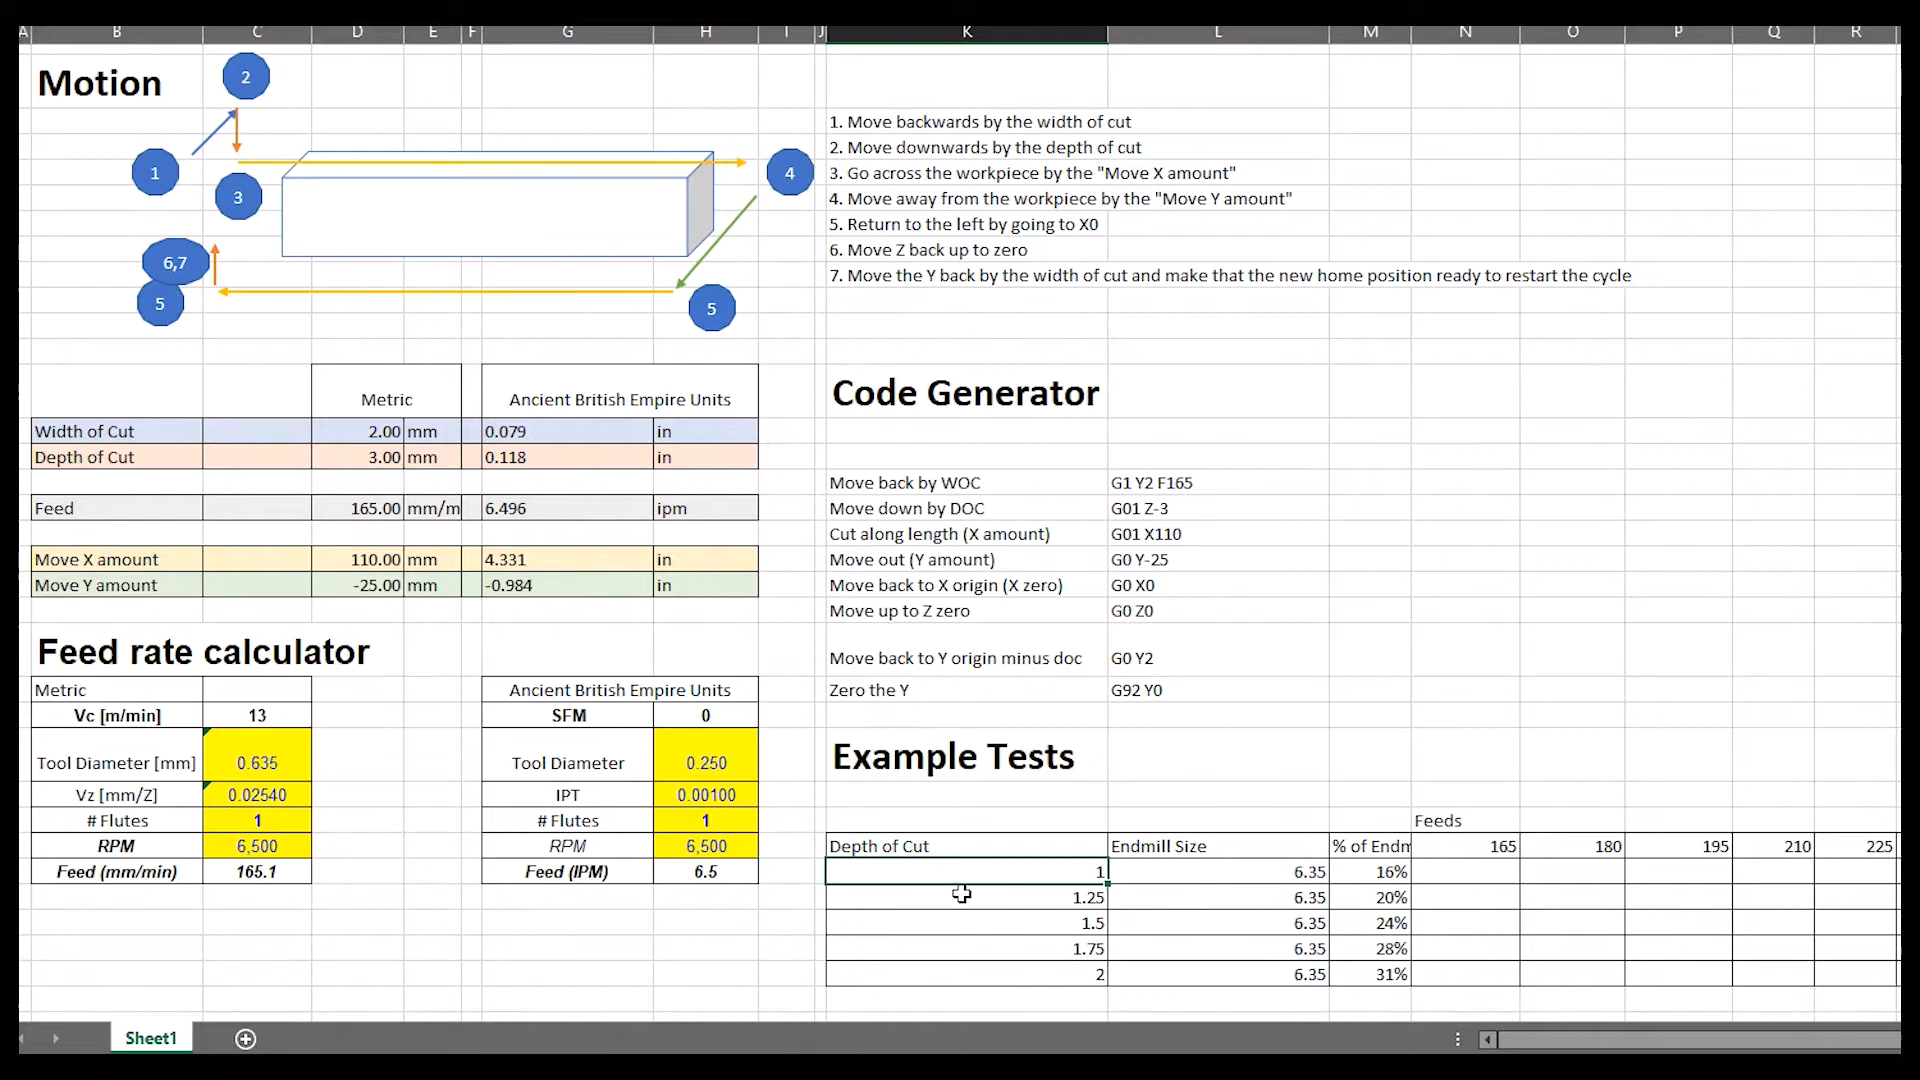 A B C D E F G H I J K L M N O P Q R
Motion
2
1
3
4
6,7
5
5
1. Move backwards by the width of cut
2. Move downwards by the depth of cut
3. Go across the workpiece by the "Move X amount"
4. Move away from the workpiece by the "Move Y amount"
5. Return to the left by going to X0
6. Move Z back up to zero
7. Move the Y back by the width of cut and make that the new home position ready to restart the cycle
Metric Ancient British Empire Units
Width of Cut 2.00 mm 0.079 in
Depth of Cut 3.00 mm 0.118 in
Feed 165.00 mm/m 6.496 ipm
Move X amount 110.00 mm 4.331 in
Move Y amount -25.00 mm -0.984 in
Code Generator
Move back by WOC G1 Y2 F165
Move down by DOC G01 Z-3
Cut along length (X amount) G01 X110
Move out (Y amount) G0 Y-25
Move back to X origin (X zero) G0 X0
Move up to Z zero G0 Z0
Move back to Y origin minus doc G0 Y2
Zero the Y G92 Y0
Feed rate calculator
Metric Ancient British Empire Units
Vc [m/min] 13 SFM 0
Tool Diameter [mm] 0.635 Tool Diameter 0.250
Vz [mm/Z] 0.02540 IPT 0.00100
# Flutes 1 # Flutes 1
RPM 6,500 RPM 6,500
Feed (mm/min) 165.1 Feed (IPM) 6.5
Example Tests
Feeds
Depth of Cut Endmill Size % of Endm 165 180 195 210 225
1 6.35 16%
1.25 6.35 20%
1.5 6.35 24%
1.75 6.35 28%
2 6.35 31%
Sheet1